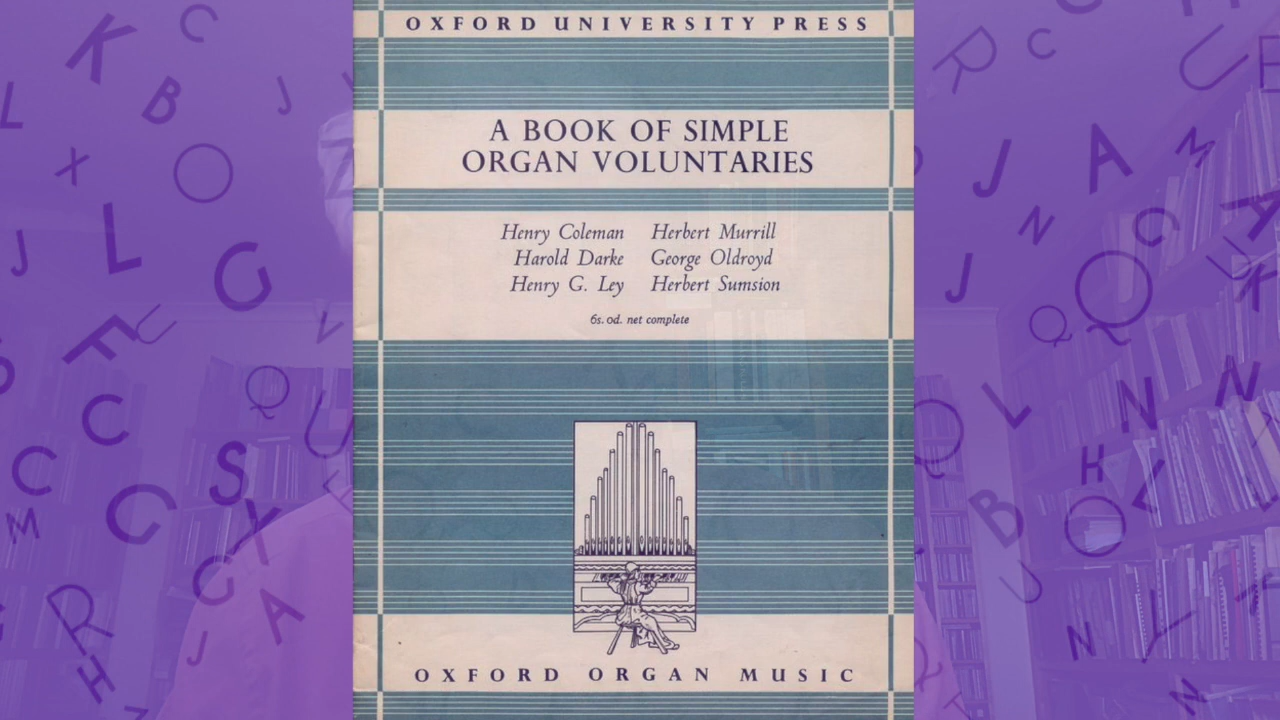 OXFORD UNIVERSITY PRESS
A BOOK OF SIMPLE
ORGAN VOLUNTARIES
Henry Coleman Herbert Murrill
Harold Darke George Oldroyd
Henry G. Ley Herbert Sumsion
6s. od. net complete
OXFORD ORGAN MUSIC